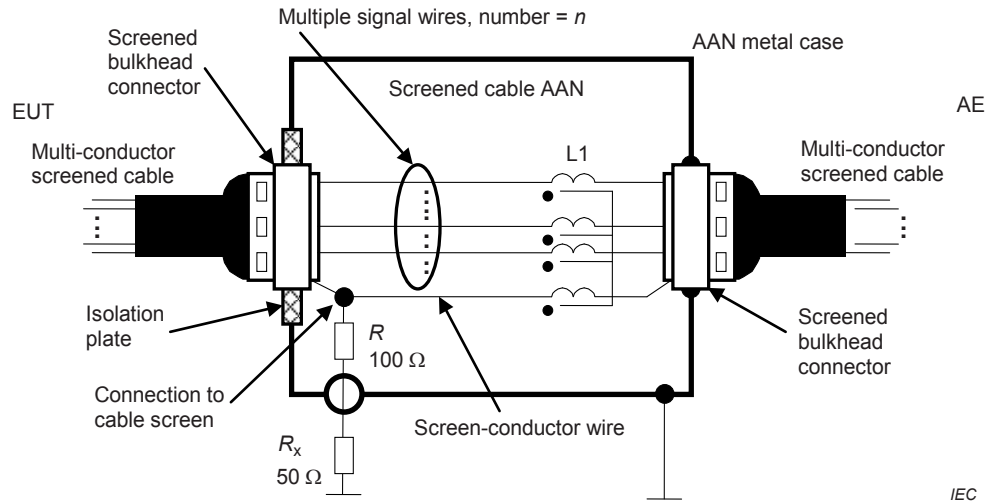 Multiple signal wires, number = n
Screened
bulkhead
connector
AAN metal case
Screened cable AAN
EUT
AE
Multi-conductor
screened cable
L1
Multi-conductor
screened cable
Isolation
plate
R
100 Ω
Screened
bulkhead
connector
Connection to
cable screen
Screen-conductor wire
Rx
50 Ω
IEC